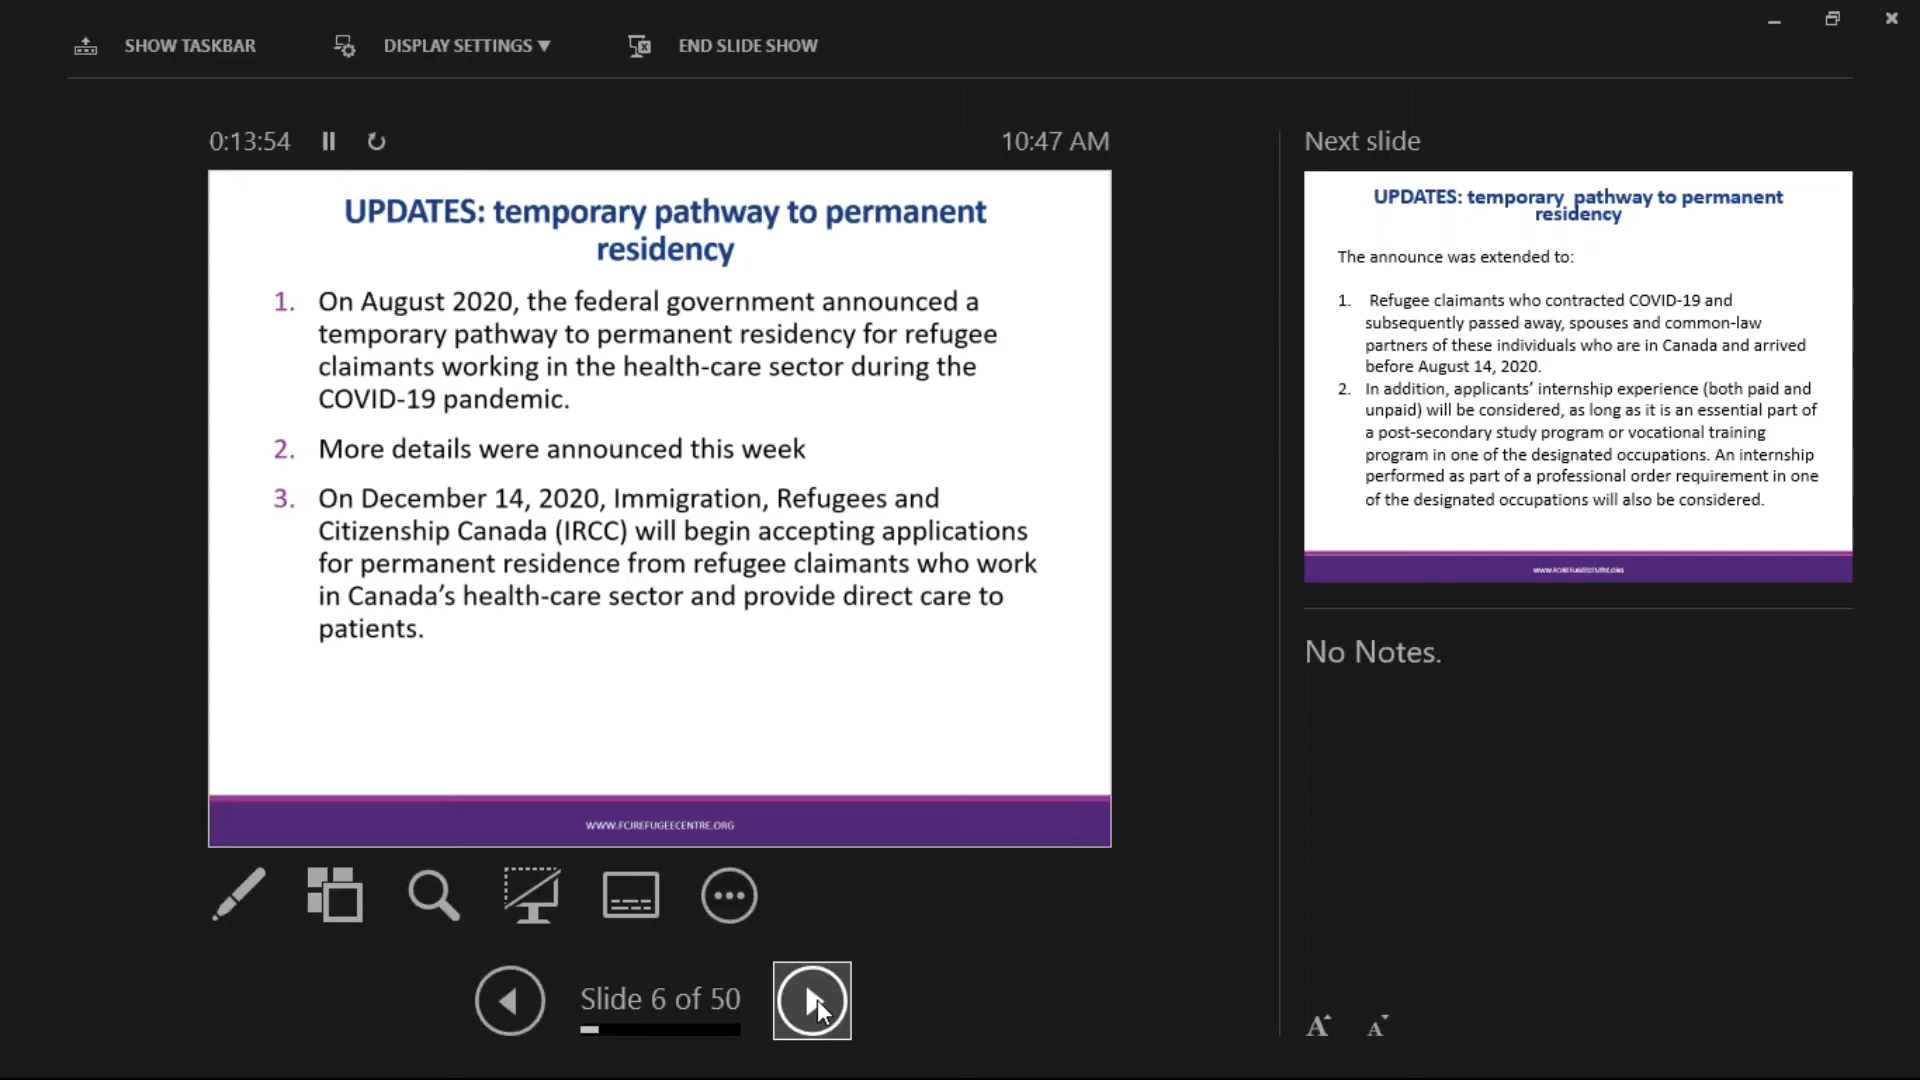 SHOW TASKBAR
DISPLAY SETTINGS ▼
END SLIDE SHOW
0:13:54
10:47 AM
UPDATES: temporary pathway to permanent
residency
1. On August 2020, the federal government announced a
temporary pathway to permanent residency for refugee
claimants working in the health-care sector during the
COVID-19 pandemic.
2. More details were announced this week
3. On December 14, 2020, Immigration, Refugees and
Citizenship Canada (IRCC) will begin accepting applications
for permanent residence from refugee claimants who work
in Canada’s health-care sector and provide direct care to
patients.
WWW.FCJREFUGEECENTRE.ORG
Slide 6 of 50
Next slide
UPDATES: temporary pathway to permanent
residency
The announce was extended to:
1. Refugee claimants who contracted COVID-19 and
subsequently passed away, spouses and common-law
partners of these individuals who are in Canada and arrived
before August 14, 2020.
2. In addition, applicants’ internship experience (both paid and
unpaid) will be considered, as long as it is an essential part of
a post-secondary study program or vocational training
program in one of the designated occupations. An internship
performed as part of a professional order requirement in one
of the designated occupations will also be considered.
WWW.FCJREFUGEECENTRE.ORG
No Notes.
A A